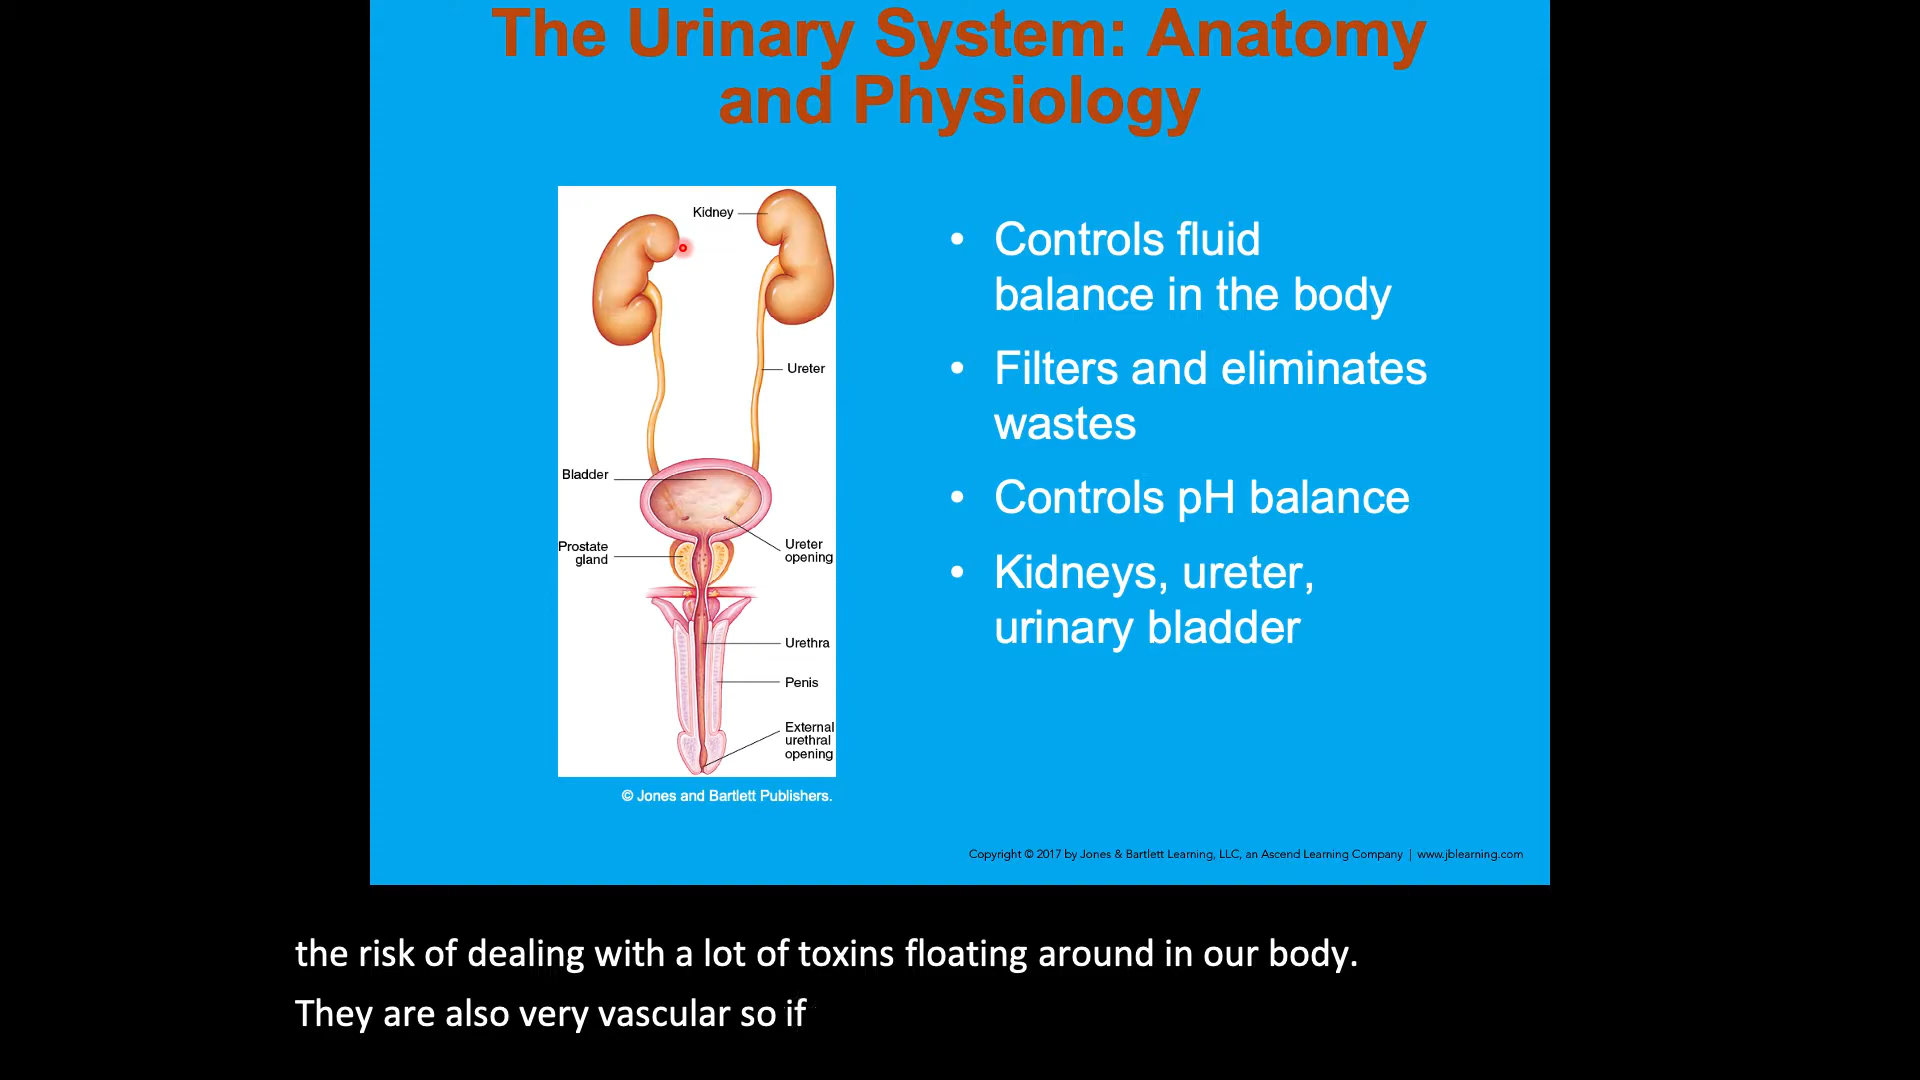 The Urinary System: Anatomy
and Physiology
Kidney
Ureter
Bladder
Prostate
gland
Ureter
opening
Urethra
Penis
External
urethral
opening
© Jones and Bartlett Publishers.
• Controls fluid
balance in the body
• Filters and eliminates
wastes
• Controls pH balance
• Kidneys, ureter,
urinary bladder
Copyright © 2017 by Jones & Bartlett Learning, LLC, an Ascend Learning Company | www.jblearning.com
the risk of dealing with a lot of toxins floating around in our body.
They are also very vascular so if